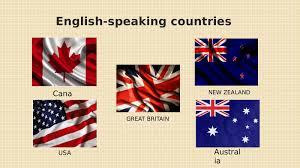 English-speaking countries
Cana
NEW ZEALAND
GREAT BRITAIN
USA
Austral
ia